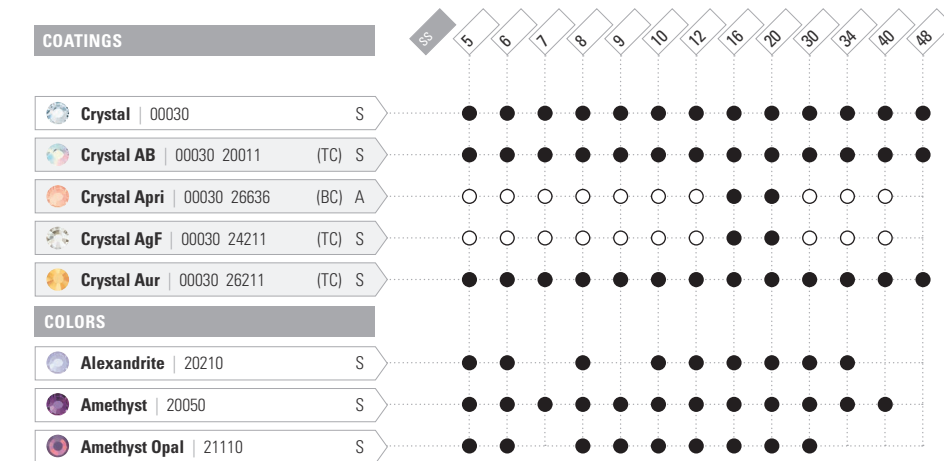 COATINGS
SS 5 6 7 8 9 10 12 16 20 30 34 40 48
Crystal | 00030 S
Crystal AB | 00030 20011 (TC) S
Crystal Apri | 00030 26636 (BC) A
Crystal AgF | 00030 24211 (TC) S
Crystal Aur | 00030 26211 (TC) S
COLORS
Alexandrite | 20210 S
Amethyst | 20050 S
Amethyst Opal | 21110 S